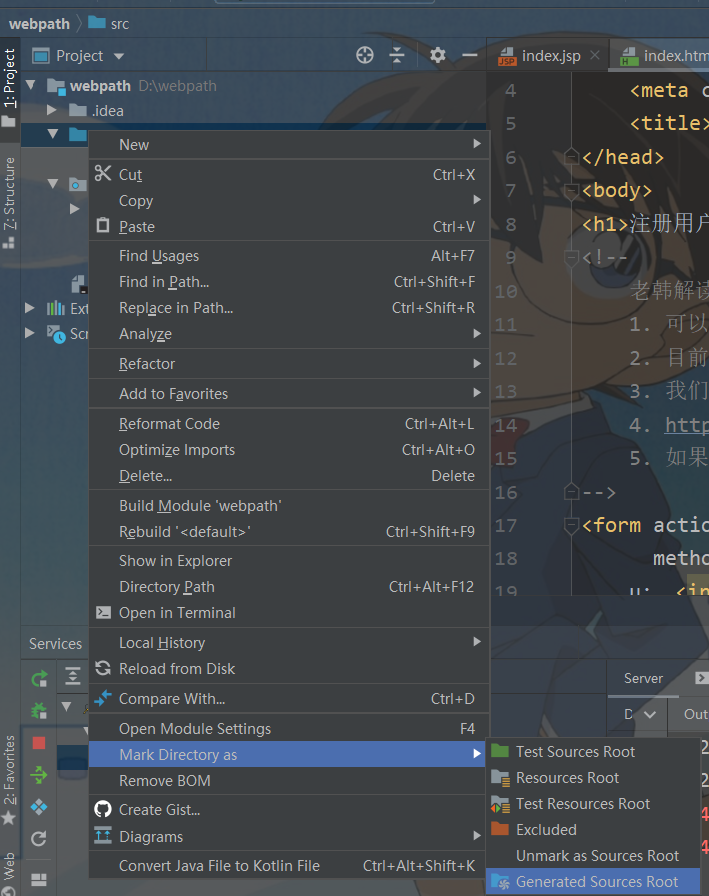 webpath src
Project
index.jsp
index.htm
1: Project
webpath D:\webpath
.idea
New
Cut Ctrl+X
Copy
Paste Ctrl+V
Find Usages Alt+F7
Find in Path... Ctrl+Shift+F
Replace in Path... Ctrl+Shift+R
Analyze
Refactor
Add to Favorites
Reformat Code Ctrl+Alt+L
Optimize Imports Ctrl+Alt+O
Delete... Delete
Build Module 'webpath'
Rebuild '<default>' Ctrl+Shift+F9
Show in Explorer
Directory Path Ctrl+Alt+F12
Open in Terminal
Local History
Reload from Disk
Compare With... Ctrl+D
Open Module Settings F4
Mark Directory as
Remove BOM
Create Gist...
Diagrams
Convert Java File to Kotlin File Ctrl+Alt+Shift+K
Test Sources Root
Resources Root
Test Resources Root
Excluded
Unmark as Sources Root
Generated Sources Root
7: Structure
Ext
Scr
Services
2: Favorites
Web
4 <meta c
5 <title>
6 </head>
7 <body>
8 <h1>注册用户
9 <!--
10 老韩解读
11 1. 可以
12 2. 目前
13 3. 我们
14 4. http
15 5. 如果
16 -->
17 <form actio
18 metho
19 u: <in
Server
D
Out